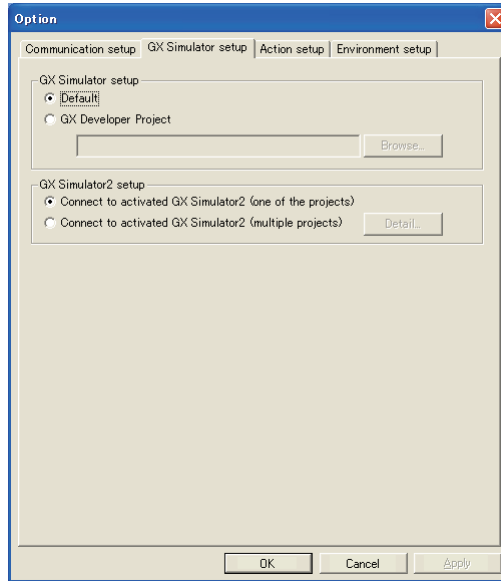 Option
Communication setup GX Simulator setup Action setup Environment setup
GX Simulator setup
Default
GX Developer Project
Browse...
GX Simulator2 setup
Connect to activated GX Simulator2 (one of the projects)
Connect to activated GX Simulator2 (multiple projects) Detail...
OK Cancel Apply